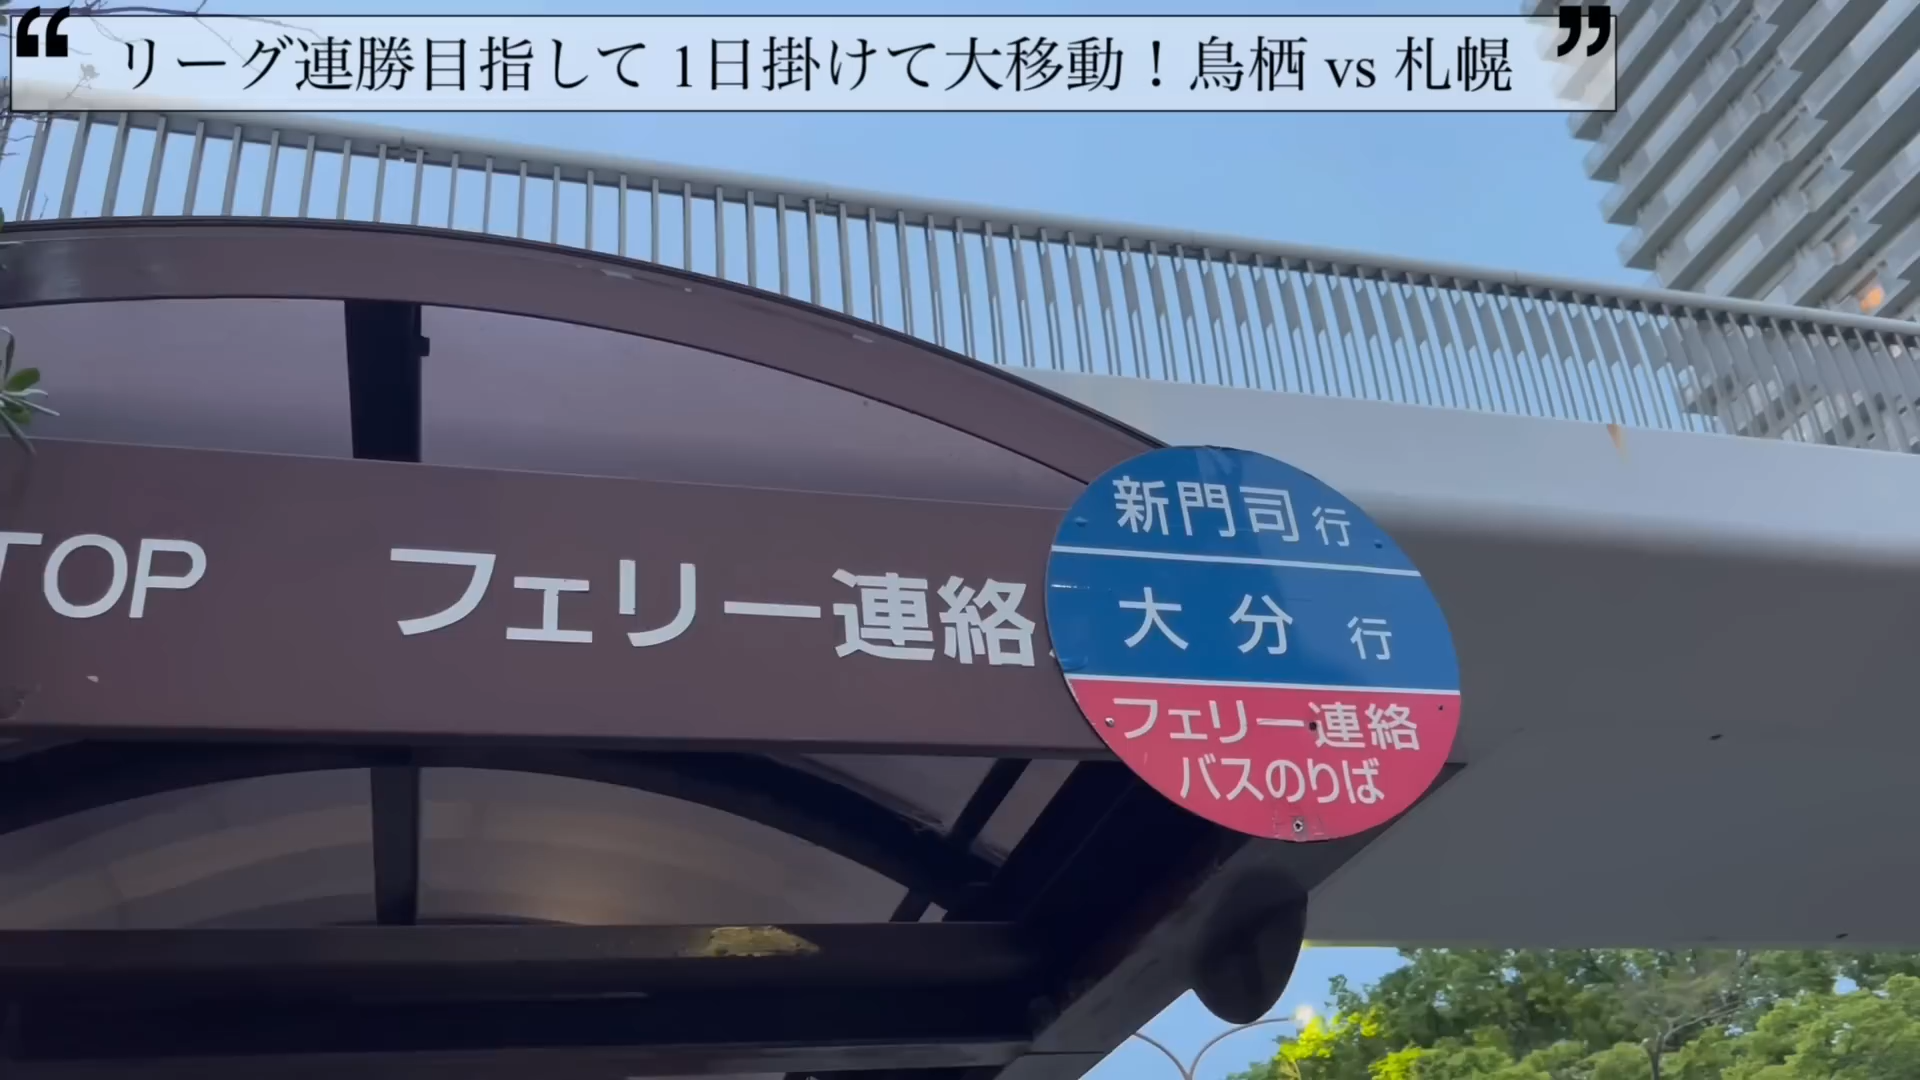 “リーグ連勝目指して 1日掛けて大移動！鳥栖 vs 札幌”
TOP フェリー連絡
新門司行
大分行
フェリー連絡
バスのりば